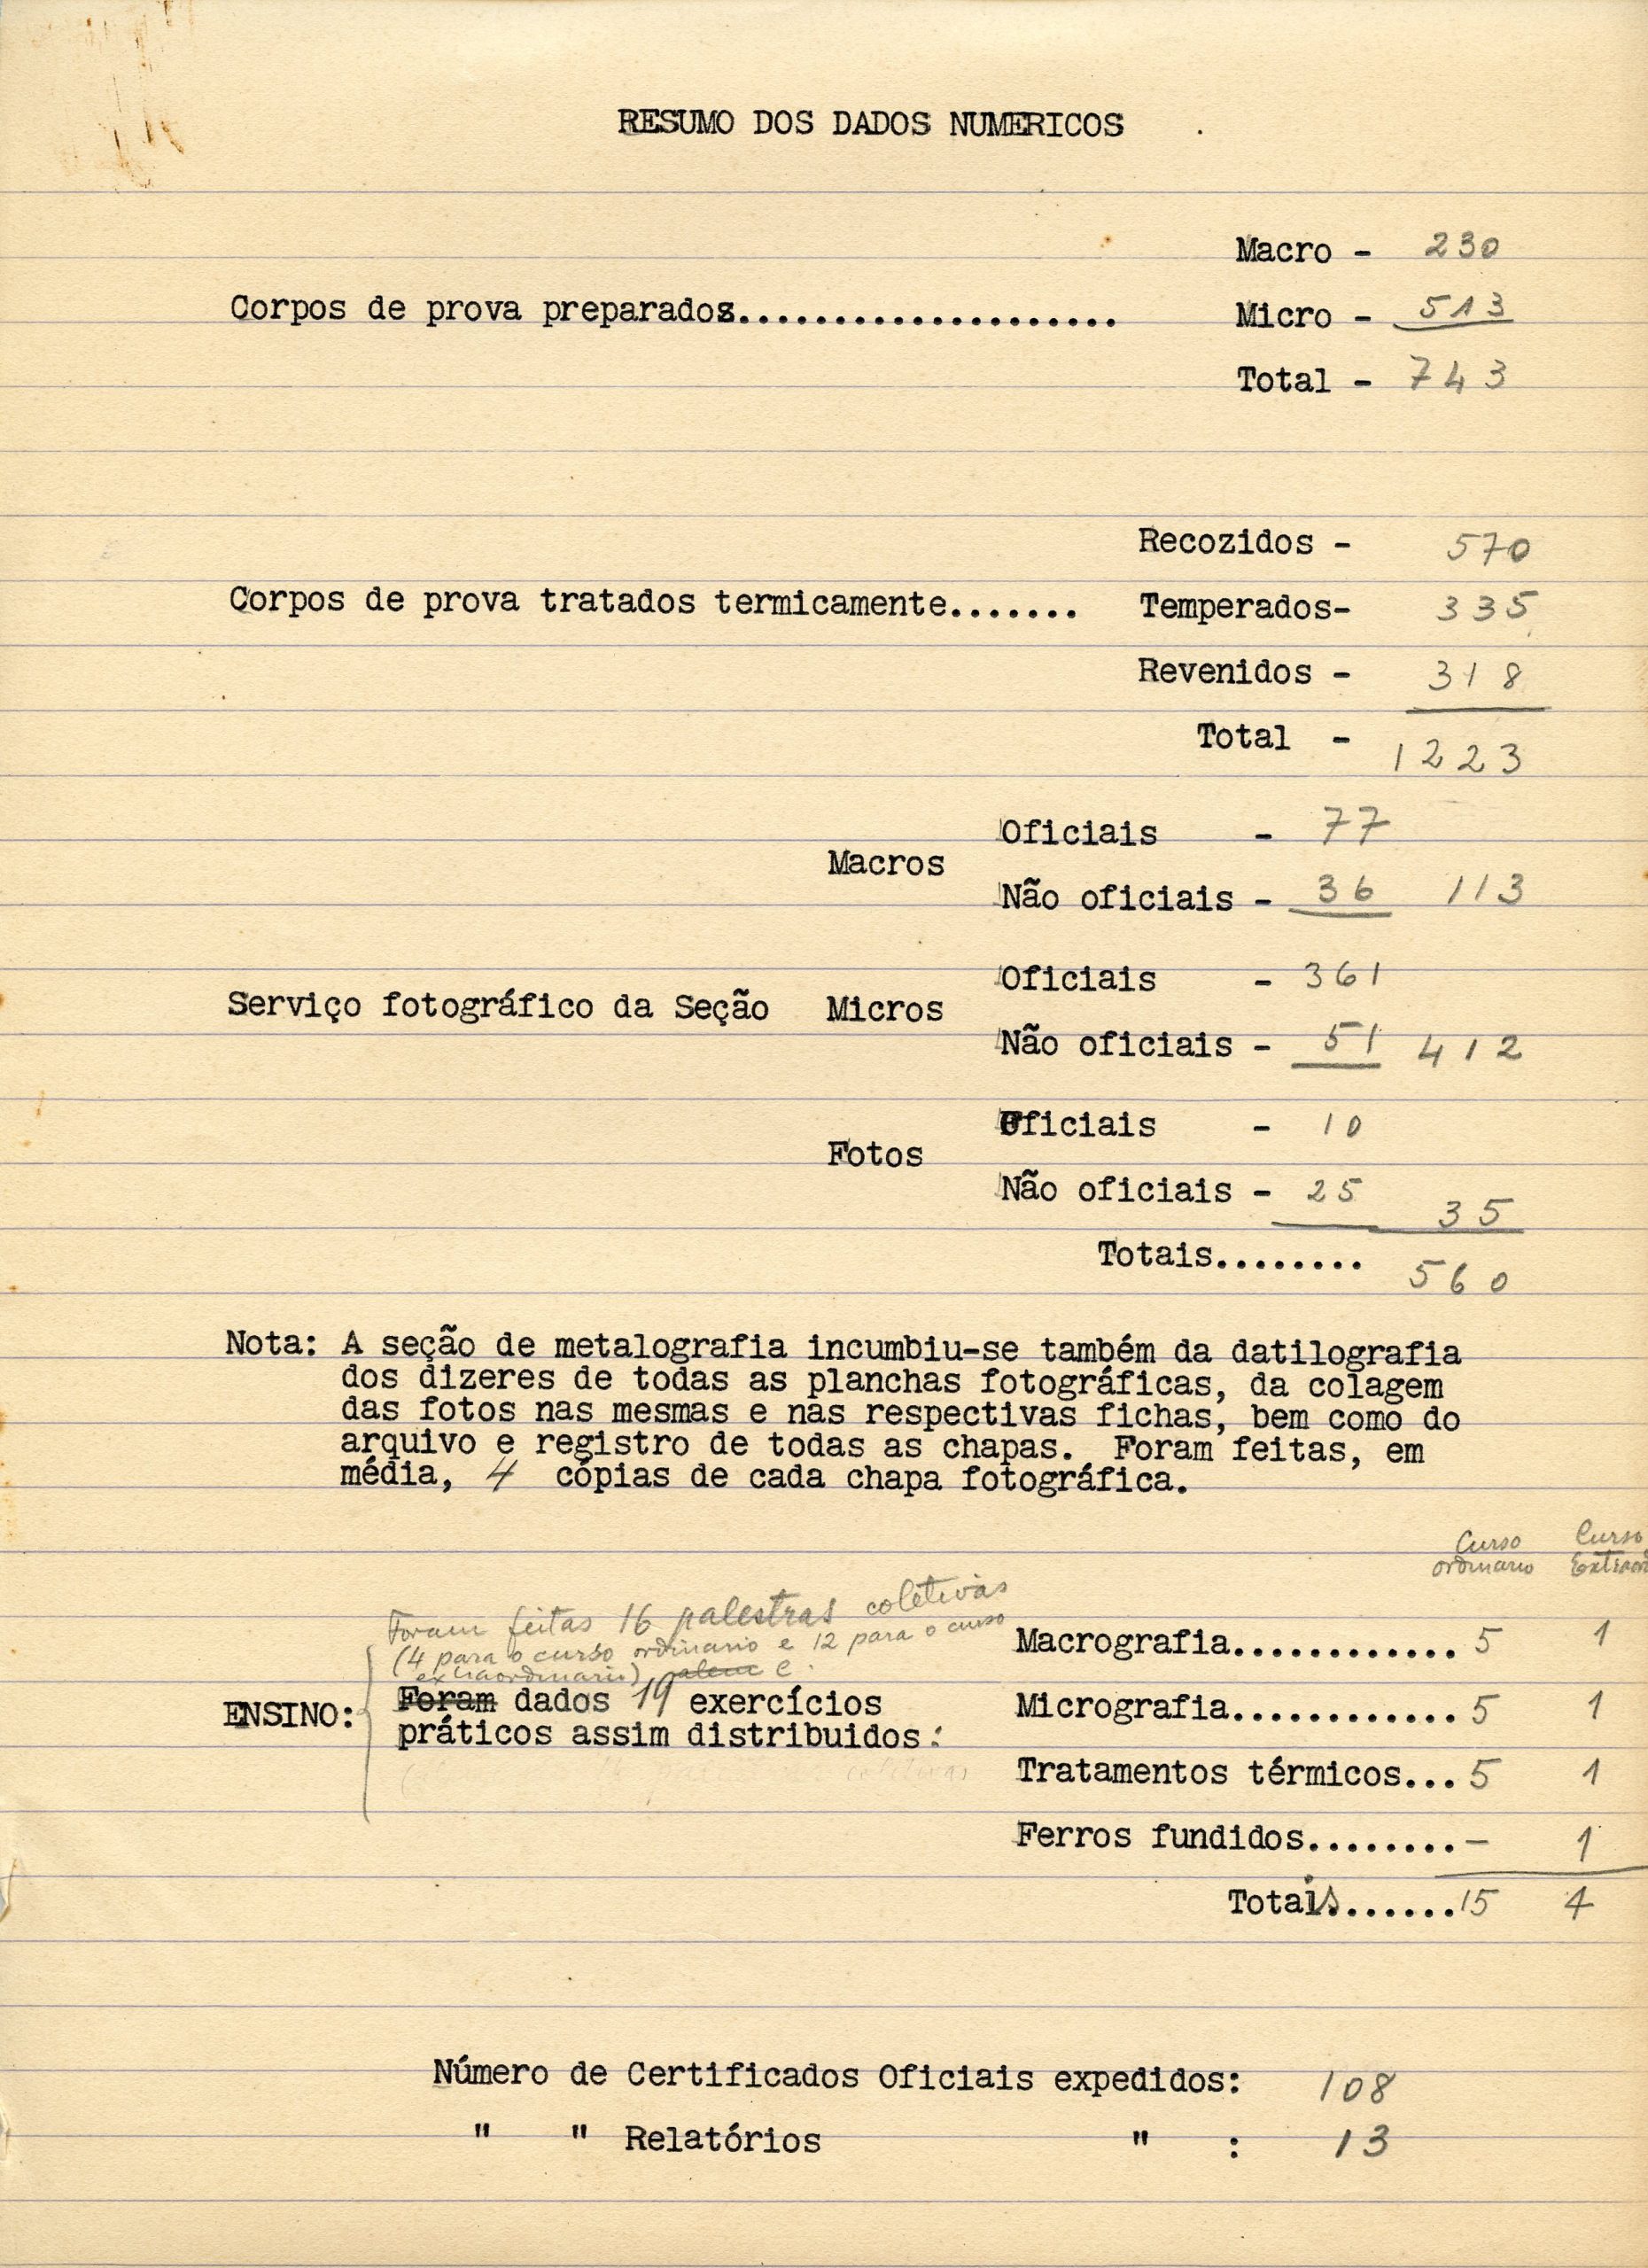 RESUMO DOS DADOS NUMERICOS
Macro - 230
Corpos de prova preparados....................
Micro - 513
Total - 743
Recozidos - 570
Corpos de prova tratados termicamente.......
Temperados- 335
Revenidos - 318
Total - 1223
Oficiais - 77
Macros
Não oficiais - 36 113
Oficiais - 361
Serviço fotográfico da Seção Micros
Não oficiais - 51 412
Oficiais - 10
Fotos
Não oficiais - 25 35
Totais........ 560
Nota: A seção de metalografia incumbiu-se também da datilografia
dos dizeres de todas as planchas fotográficas, da colagem
das fotos nas mesmas e nas respectivas fichas, bem como do
arquivo e registro de todas as chapas. Foram feitas, em
média, 4 cópias de cada chapa fotográfica.
Curso Curso
ordinario Extraor
Foram feitas 16 palestras coletivas
(4 para o curso ordinario e 12 para o curso
extraordinario) e
Macrografia............ 5 1
ENSINO: Foram dados 19 exercícios
práticos assim distribuidos:
Micrografia............ 5 1
Tratamentos térmicos... 5 1
Ferros fundidos........ - 1
Totais...... 15 4
Número de Certificados Oficiais expedidos: 108
" " Relatórios " : 13